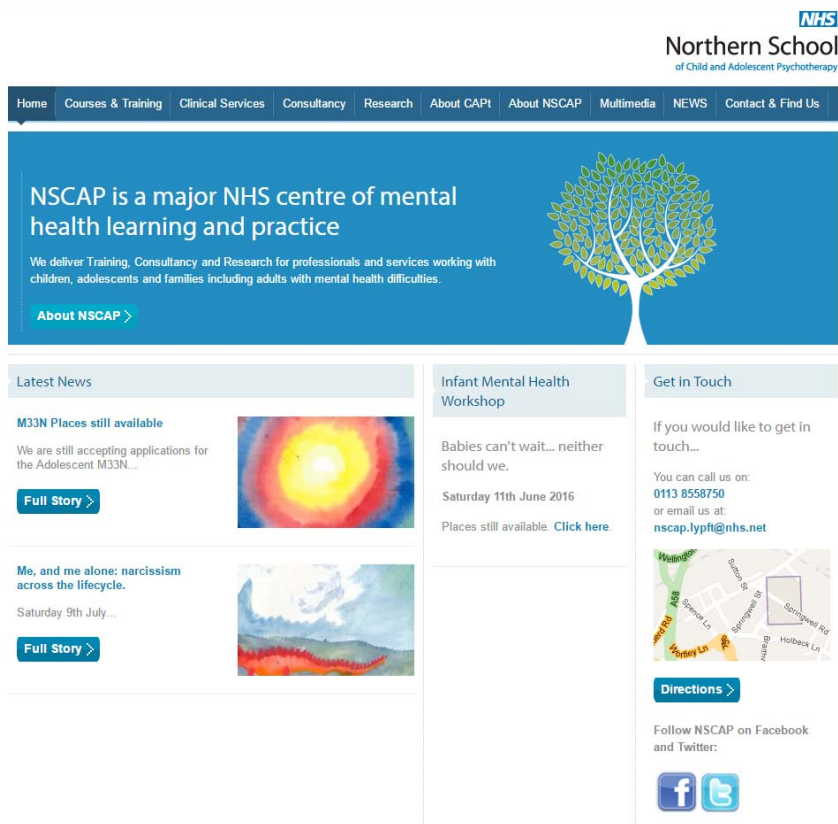 NHS
Northern School
of Child and Adolescent Psychotherapy
Home Courses & Training Clinical Services Consultancy Research About CAPt About NSCAP Multimedia NEWS Contact & Find Us
NSCAP is a major NHS centre of mental
health learning and practice
We deliver Training, Consultancy and Research for professionals and services working with
children, adolescents and families including adults with mental health difficulties.
About NSCAP
Latest News
M33N Places still available
We are still accepting applications for
the Adolescent M33N...
Full Story
Me, and me alone: narcissism
across the lifecycle.
Saturday 9th July...
Full Story
Infant Mental Health
Workshop
Babies can't wait... neither
should we.
Saturday 11th June 2016
Places still available. Click here.
Get in Touch
If you would like to get in
touch...
You can call us on:
0113 8558750
or email us at:
nscap.lypft@nhs.net
Wellington
Sutton St
A58
Spence Ln
Springwell St
Springwell Rd
Holbeck Ln
Wortley Ln
Directions
Follow NSCAP on Facebook
and Twitter: